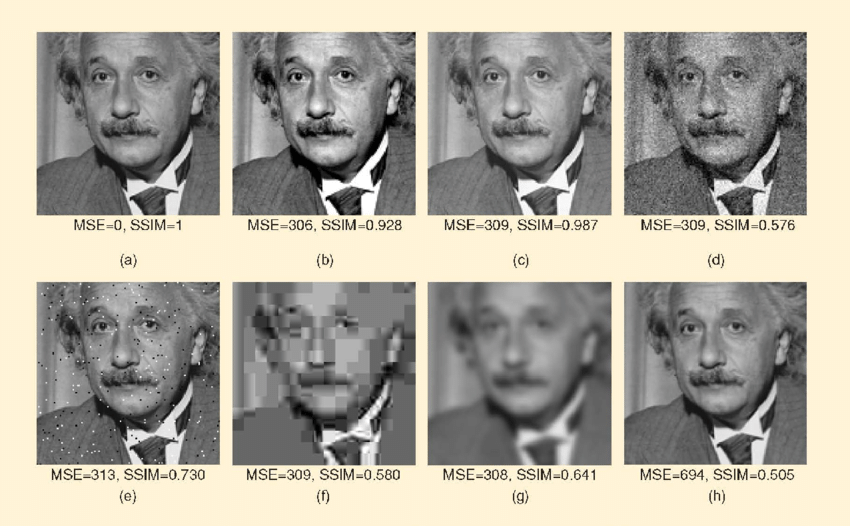 MSE=0, SSIM=1
MSE=306, SSIM=0.928
MSE=309, SSIM=0.987
MSE=309, SSIM=0.576
(a)
(b)
(c)
(d)
MSE=313, SSIM=0.730
MSE=309, SSIM=0.580
MSE=308, SSIM=0.641
MSE=694, SSIM=0.505
(e)
(f)
(g)
(h)